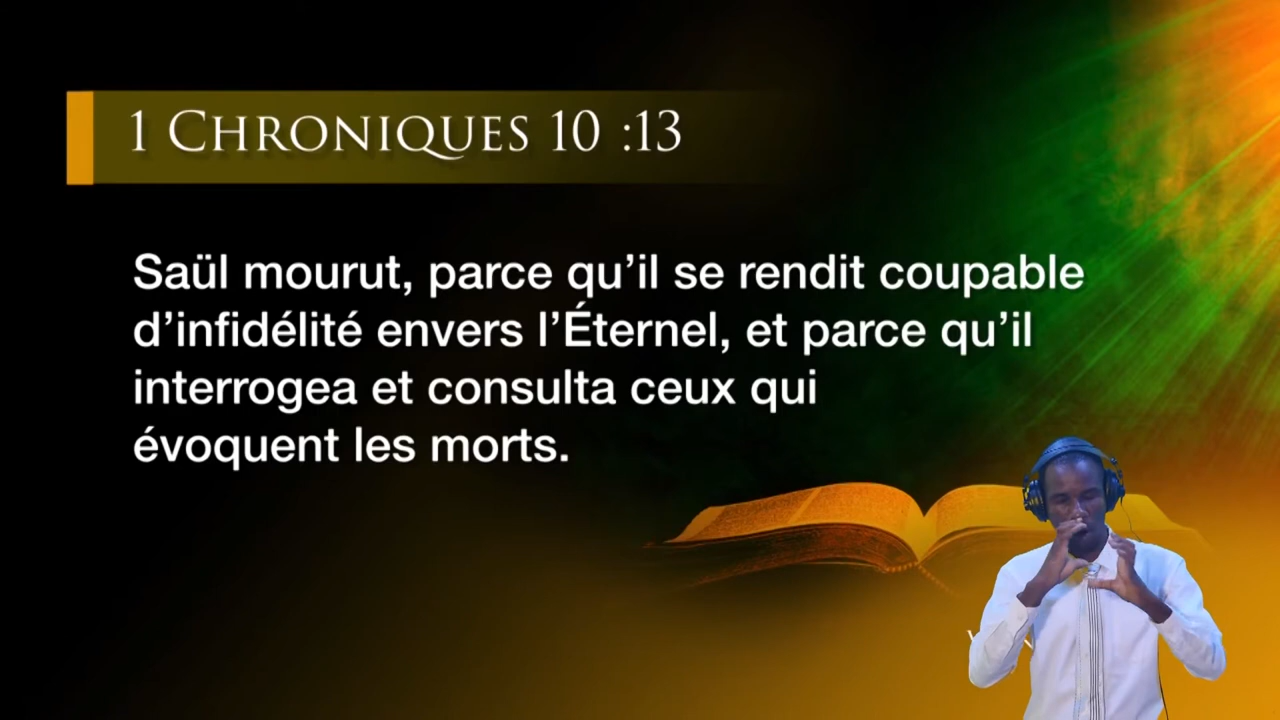 1 Chroniques 10 :13
Saül mourut, parce qu’il se rendit coupable
d’infidélité envers l’Éternel, et parce qu’il
interrogea et consulta ceux qui
évoquent les morts.